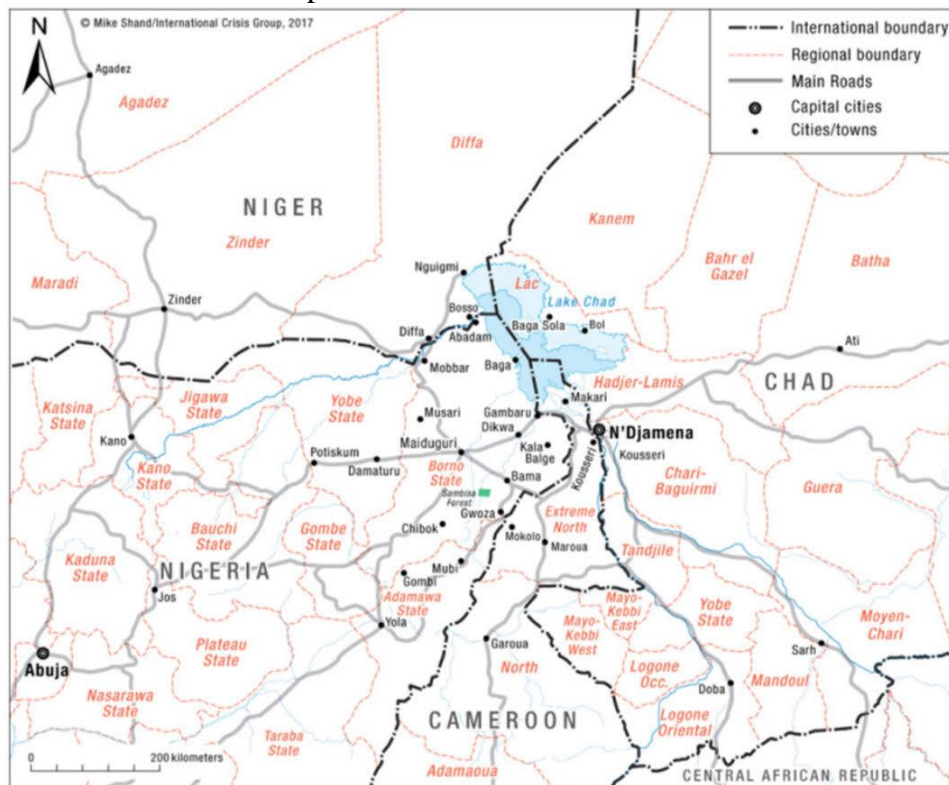 © Mike Shand/International Crisis Group, 2017
N
International boundary
Regional boundary
Main Roads
Capital cities
Cities/towns
Agadez
Agadez
Diffa
NIGER
Kanem
Zinder
Bahr el
Gazel
Batha
Maradi
Nguigmi
Lac
Lake Chad
Zinder
Bosso
Abadam
Baga Sola
Bol
Diffa
Mobbar
Baga
Ati
Hadjer-Lamis
CHAD
Katsina
State
Jigawa
State
Yobe
State
Musari
Makari
Gambaru
Dikwa
N'Djamena
Kano
Maiduguri
Kala
Balge
Kousseri
Kousseri
Kano
State
Potiskum
Damaturu
Borno
State
Bama
Chari-
Baguirmi
Guera
Sambisa
Forest
Gwoza
Extreme
North
Bauchi
State
Gombe
State
Chibok
Mokolo
Maroua
Tandjile
Kaduna
State
NIGERIA
Mubi
Gombi
Adamawa
State
Jos
Mayo-
Kebbi
East
Yobe
State
Moyen-
Chari
Mayo-
Kebbi
West
Yola
Plateau
State
Garoua
Sarh
Abuja
North
Logone
Occ.
Doba
Mandoul
Nasarawa
State
Logone
Oriental
CAMEROON
Taraba
State
0
200 kilometers
Adamaoua
CENTRAL AFRICAN REPUBLIC